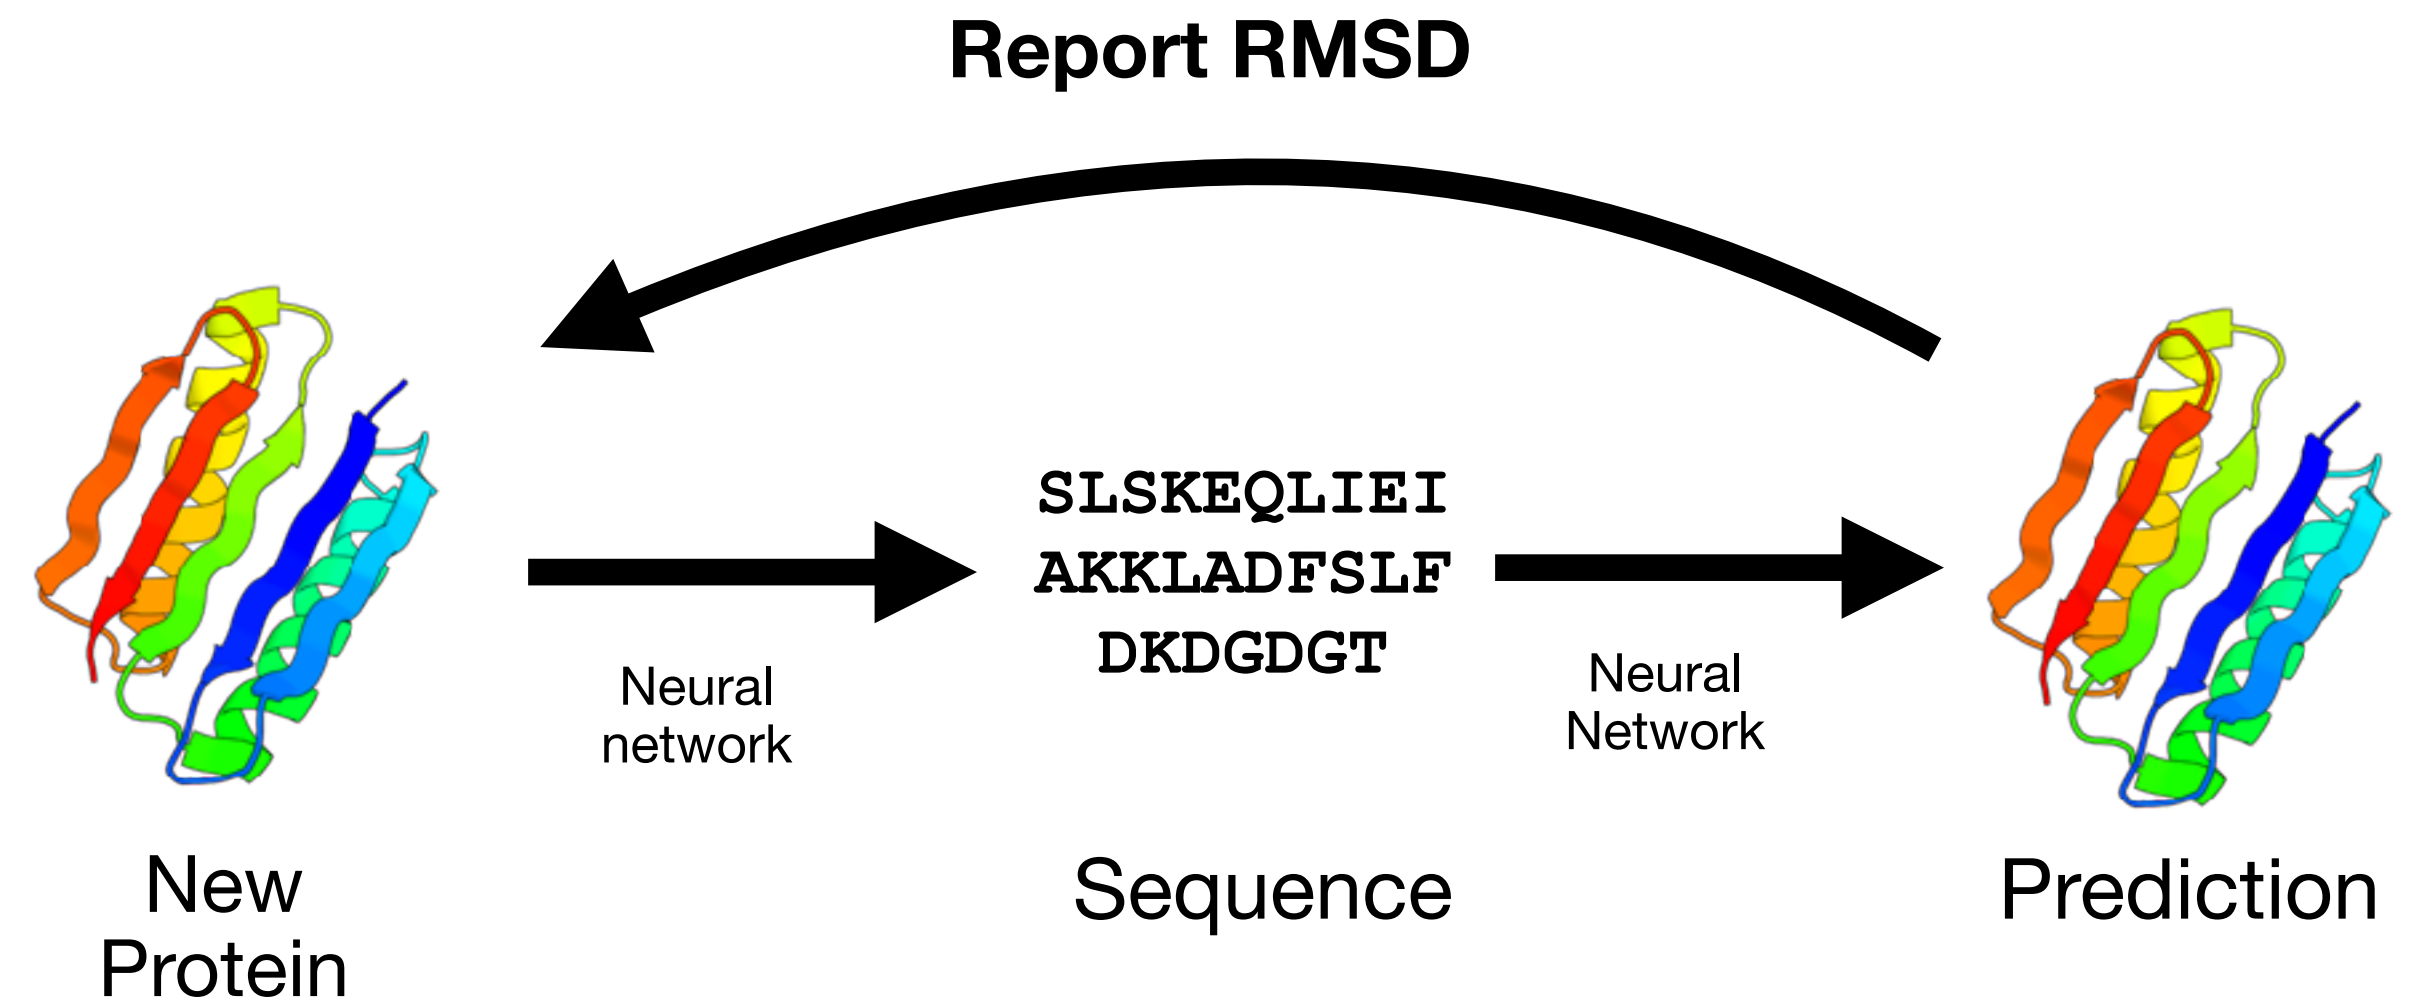 Report RMSD
SLSKEQLIEI
AKKLADFSLF
DKDGDGT
Neural
network
Neural
Network
New
Protein
Sequence
Prediction